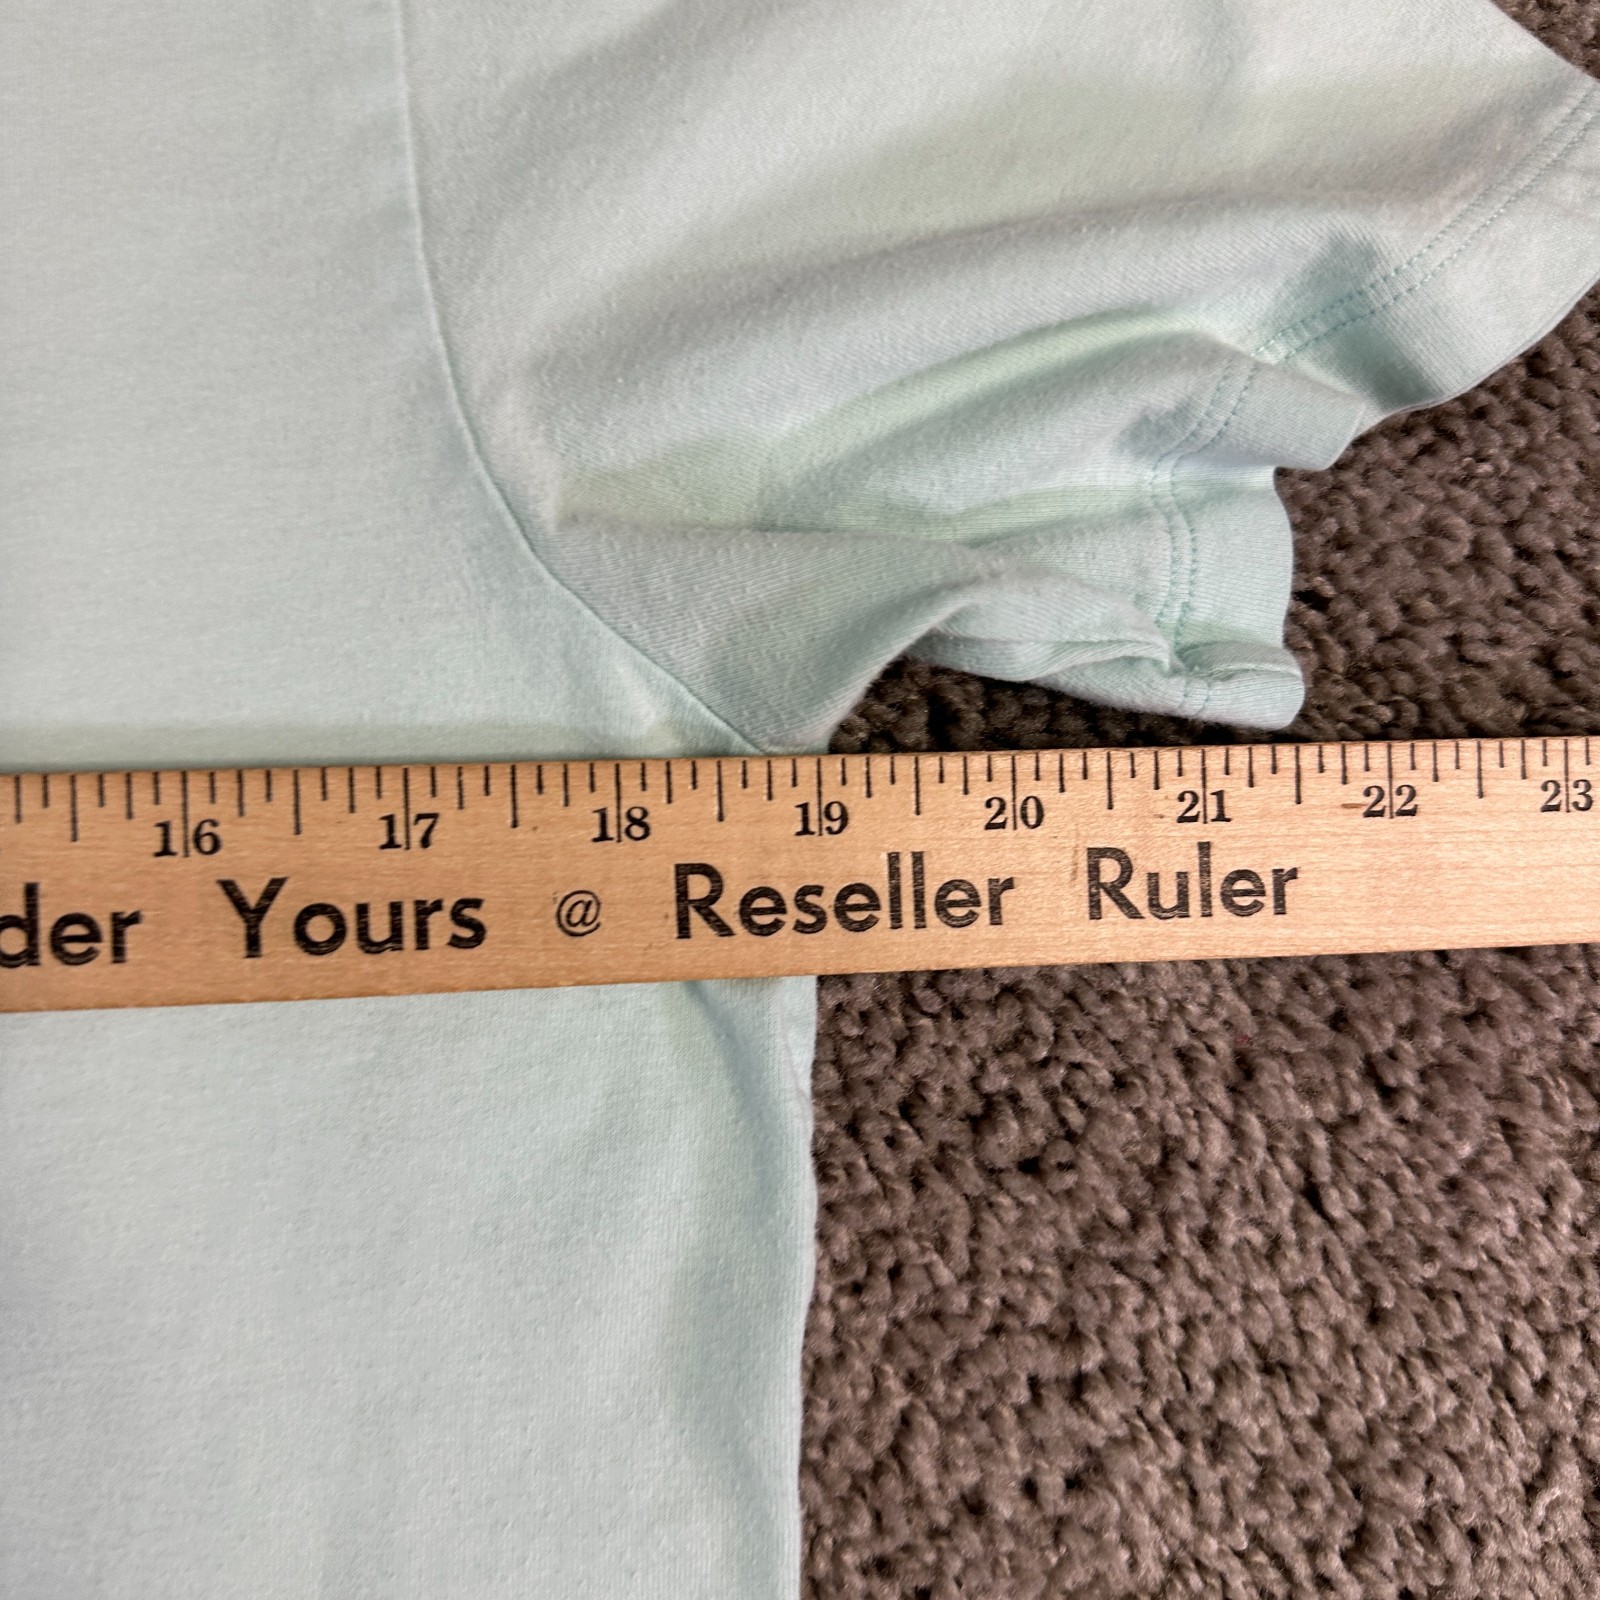 16 17 18 19 20 21 22 23
der Yours @ Reseller Ruler